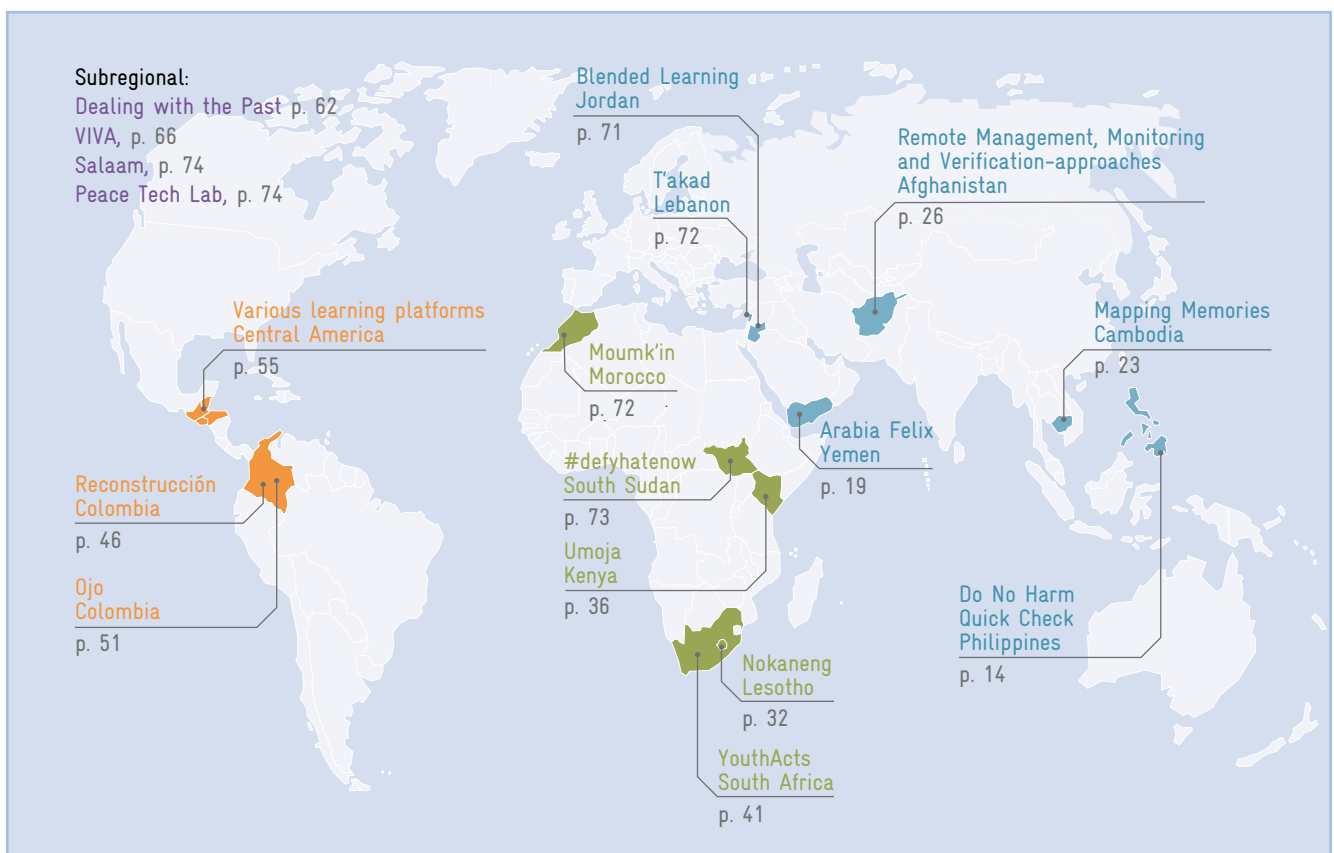 Subregional:
Dealing with the Past p. 62
VIVA, p. 66
Salaam, p. 74
Peace Tech Lab, p. 74
Blended Learning
Jordan
p. 71
T'akad
Lebanon
p. 72
Remote Management, Monitoring
and Verification-approaches
Afghanistan
p. 26
Various learning platforms
Central America
p. 55
Moumk'in
Morocco
p. 72
Mapping Memories
Cambodia
p. 23
Arabia Felix
Yemen
p. 19
#defyhatenow
South Sudan
p. 73
Reconstrucción
Colombia
p. 46
Umoja
Kenya
p. 36
Ojo
Colombia
p. 51
Do No Harm
Quick Check
Philippines
p. 14
Nokaneng
Lesotho
p. 32
YouthActs
South Africa
p. 41